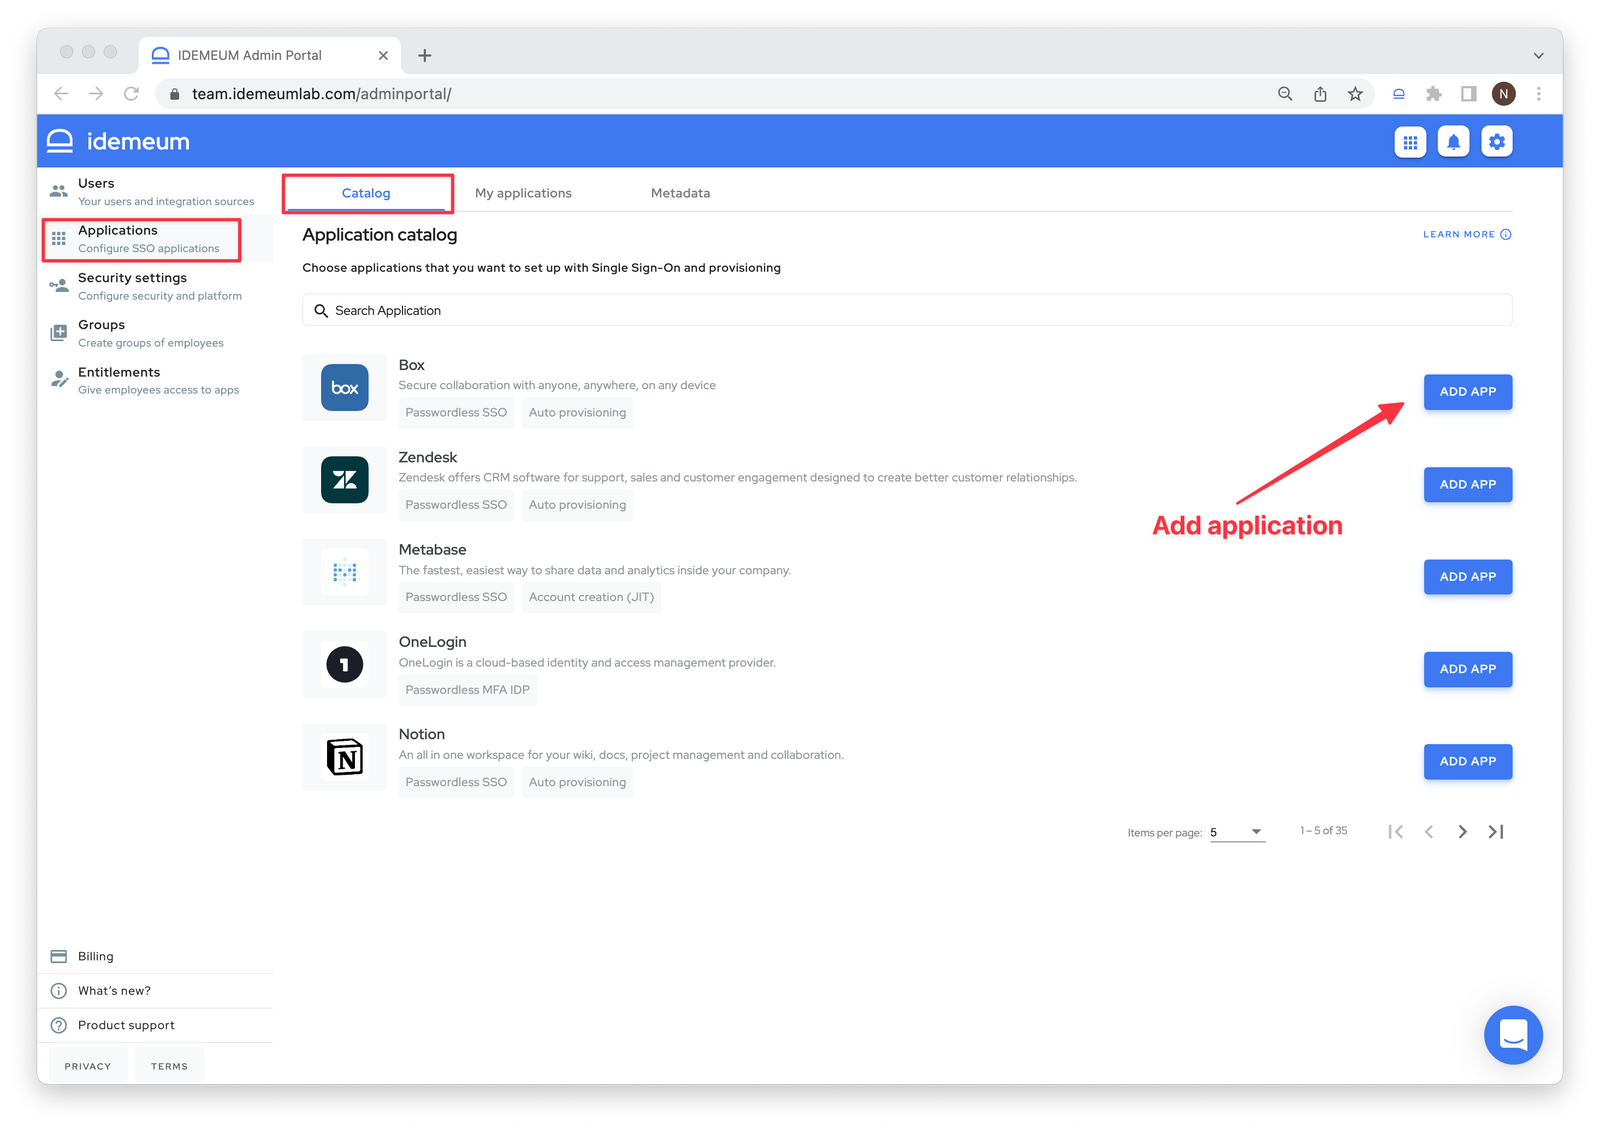 IDEMEUM Admin Portal
team.idemeumlab.com/adminportal/
N
idemeum
Users
Your users and integration sources
Applications
Configure SSO applications
Security settings
Configure security and platform
Groups
Create groups of employees
Entitlements
Give employees access to apps
Catalog
My applications
Metadata
Application catalog
LEARN MORE
Choose applications that you want to set up with Single Sign-On and provisioning
Search Application
box
Box
Secure collaboration with anyone, anywhere, on any device
Passwordless SSO
Auto provisioning
ADD APP
Zendesk
Zendesk offers CRM software for support, sales and customer engagement designed to create better customer relationships.
Passwordless SSO
Auto provisioning
ADD APP
Add application
Metabase
The fastest, easiest way to share data and analytics inside your company.
Passwordless SSO
Account creation (JIT)
ADD APP
1
OneLogin
OneLogin is a cloud-based identity and access management provider.
Passwordless MFA IDP
ADD APP
N
Notion
An all in one workspace for your wiki, docs, project management and collaboration.
Passwordless SSO
Auto provisioning
ADD APP
Items per page:
5
1 – 5 of 35
Billing
What's new?
Product support
PRIVACY
TERMS